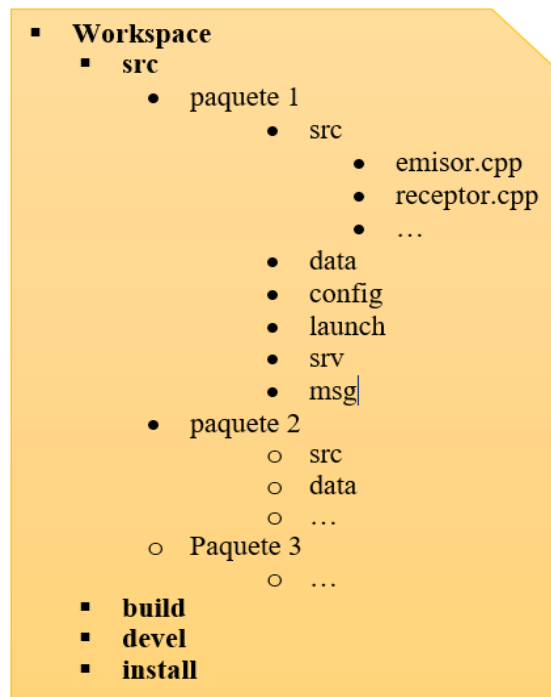 Workspace
src
paquete 1
src
emisor.cpp
receptor.cpp
…
data
config
launch
srv
msg
paquete 2
src
data
…
Paquete 3
…
build
devel
install